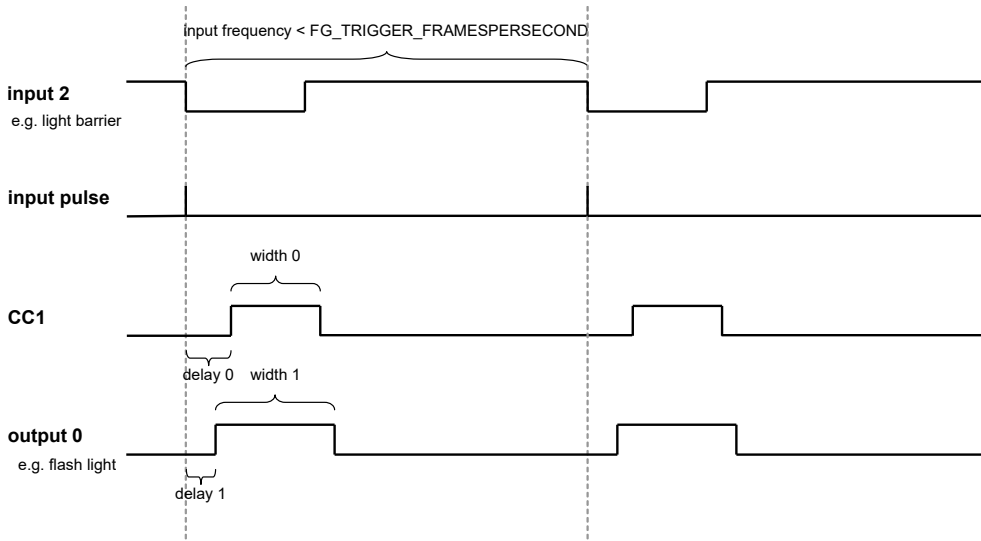 input frequency < FG_TRIGGER_FRAMESPERSECOND
input 2
e.g. light barrier
input pulse
width 0
CC1
delay 0
width 1
output 0
e.g. flash light
delay 1